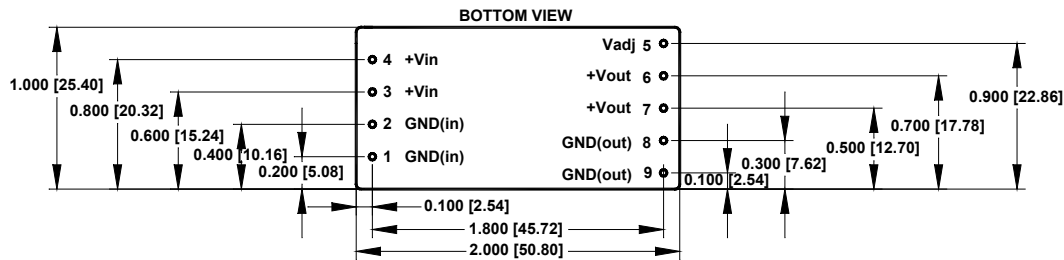 BOTTOM VIEW
1.000 [25.40]
0.800 [20.32]
0.600 [15.24]
0.400 [10.16]
0.200 [5.08]
4 +Vin
3 +Vin
2 GND(in)
1 GND(in)
Vadj 5
+Vout 6
+Vout 7
GND(out) 8
GND(out) 9
0.900 [22.86]
0.700 [17.78]
0.500 [12.70]
0.300 [7.62]
0.100 [2.54]
0.100 [2.54]
1.800 [45.72]
2.000 [50.80]